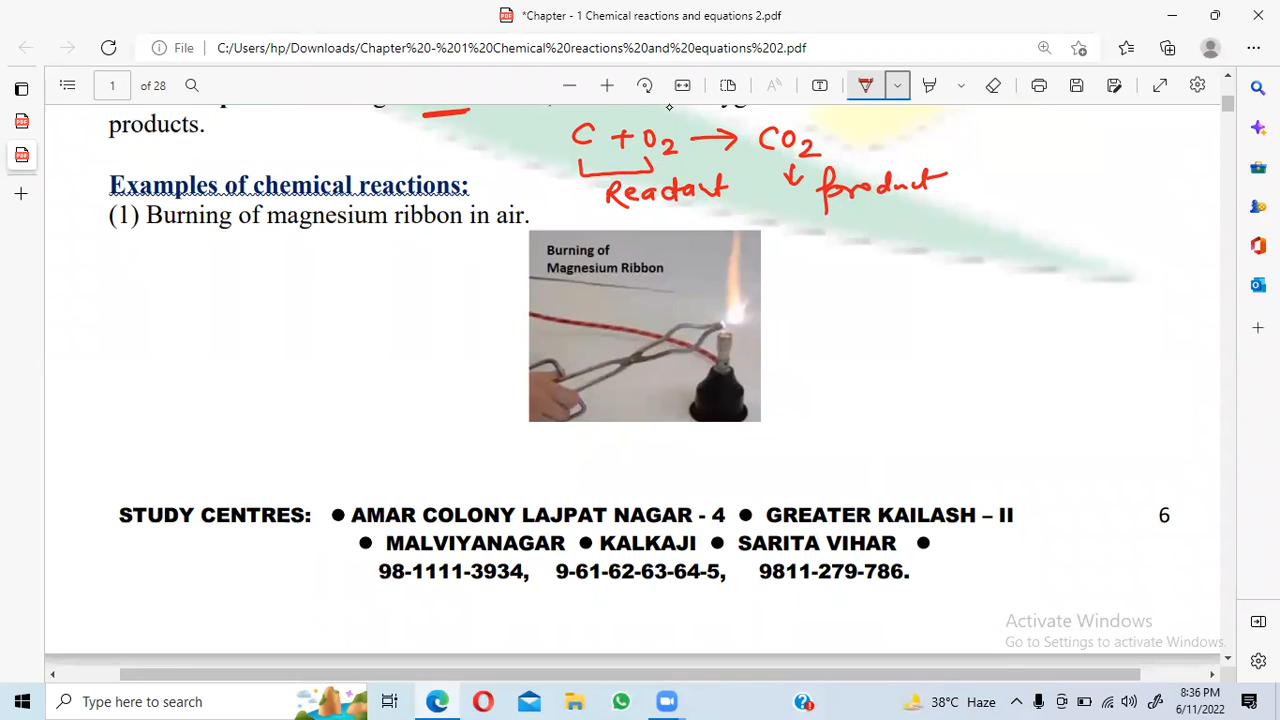 *Chapter - 1 Chemical reactions and equations 2.pdf
File C:/Users/hp/Downloads/Chapter%20-%201%20Chemical%20reactions%20and%20equations%202.pdf
1 of 28
products.
C + O2 → CO2
Reactant
product
Examples of chemical reactions:
(1) Burning of magnesium ribbon in air.
Burning of
Magnesium Ribbon
STUDY CENTRES: ● AMAR COLONY LAJPAT NAGAR - 4 ● GREATER KAILASH – II
6
● MALVIYANAGAR ● KALKAJI ● SARITA VIHAR ●
98-1111-3934, 9-61-62-63-64-5, 9811-279-786.
Activate Windows
Go to Settings to activate Windows.
Type here to search
38°C Haze
8:36 PM
6/11/2022